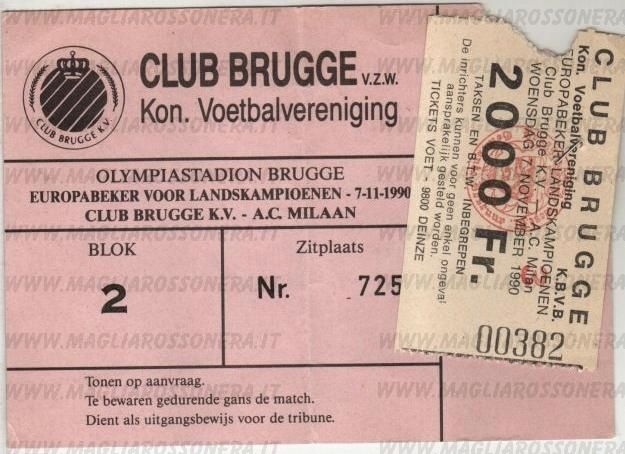 CLUB BRUGGE v.z.w.
Kon. Voetbalvereniging
CLUB BRUGGE K.V.
OLYMPIASTADION BRUGGE
EUROPABEKER VOOR LANDSKAMPIOENEN - 7-11-1990
CLUB BRUGGE K.V. - A.C. MILAAN
BLOK
2
Zitplaats
Nr. 725
Tonen op aanvraag.
Te bewaren gedurende gans de match.
Dient als uitgangsbewijs voor de tribune.
CLUB BRUGGE
Kon. Voetbalvereniging K.B.V.B.
EUROPABEKER LANDSKAMPIOENEN
Club Brugge K.V. A.C. Milan
WOENSDAG 7 NOVEMBER 1990
2000 Fr.
TAKSEN EN B.T.W. INBEGREPEN
De inrichters kunnen voor geen enkel ongeval
aansprakelijk gesteld worden.
TICKETS VOET - 9800 DEINZE
00382
WWW.MAGLIAROSSONERA.IT